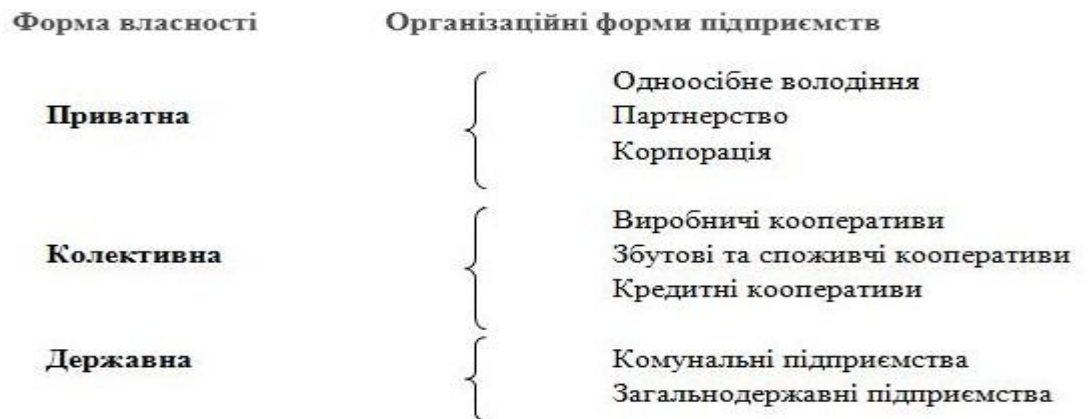 Форма власності Організаційні форми підприємств
Одноосібне володіння
Приватна Партнерство
Корпорація
Виробничі кооперативи
Колективна Збутові та споживчі кооперативи
Кредитні кооперативи
Державна Комунальні підприємства
Загальнодержавні підприємства